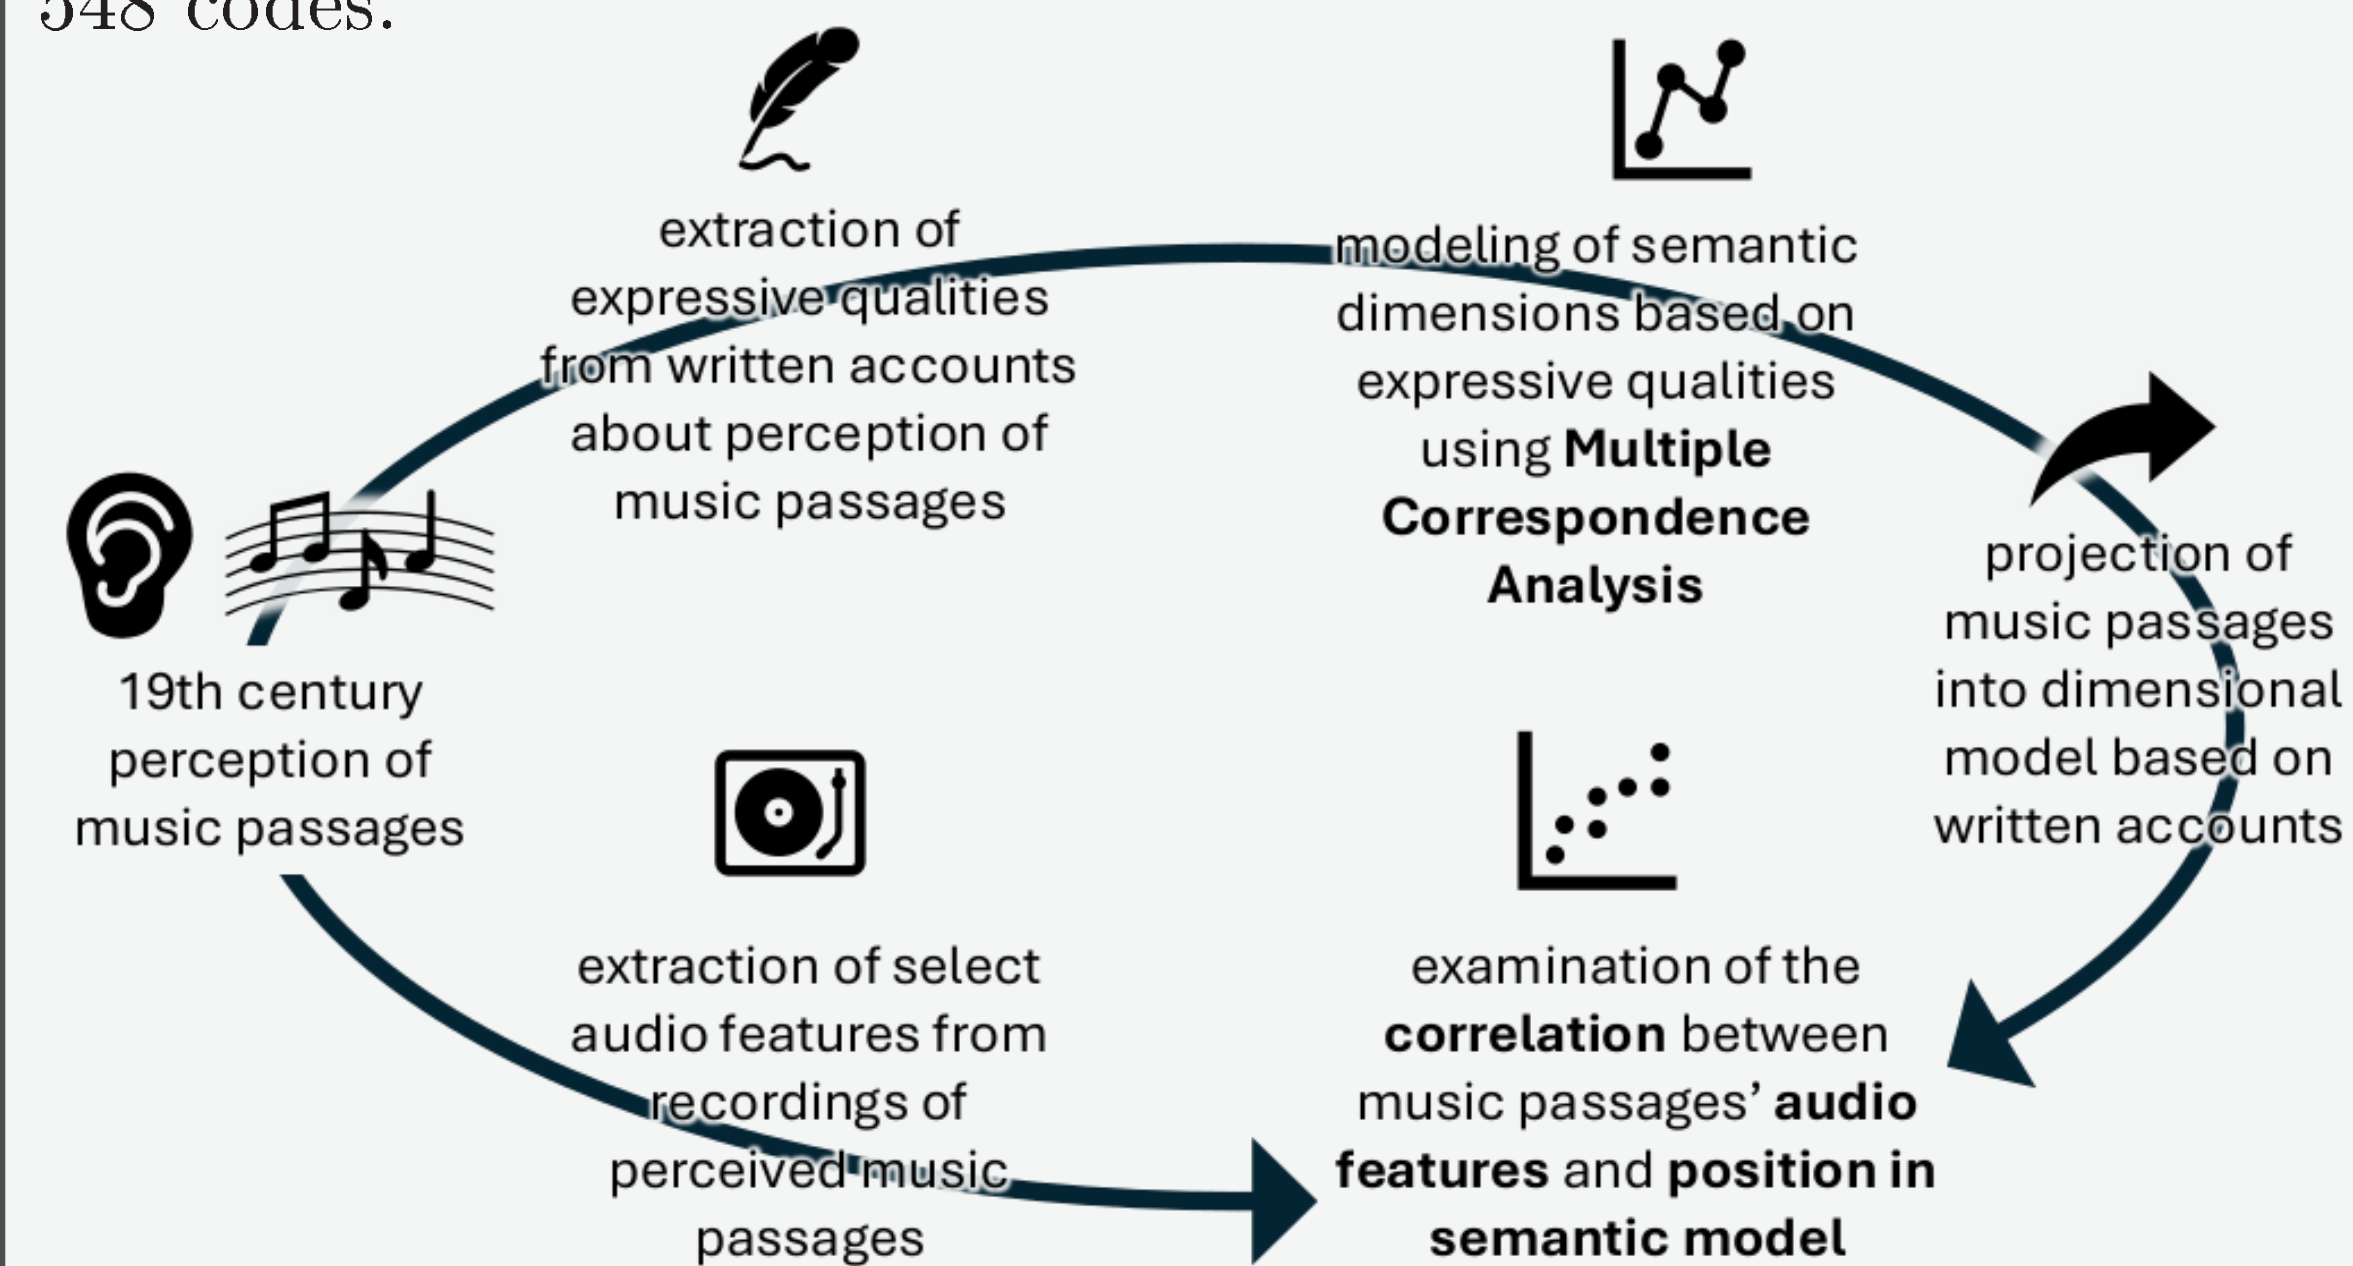 548 codes.
extraction of
expressive qualities
from written accounts
about perception of
music passages
modeling of semantic
dimensions based on
expressive qualities
using Multiple
Correspondence
Analysis
projection of
music passages
into dimensional
model based on
written accounts
19th century
perception of
music passages
extraction of select
audio features from
recordings of
perceived music
passages
examination of the
correlation between
music passages’ audio
features and position in
semantic model